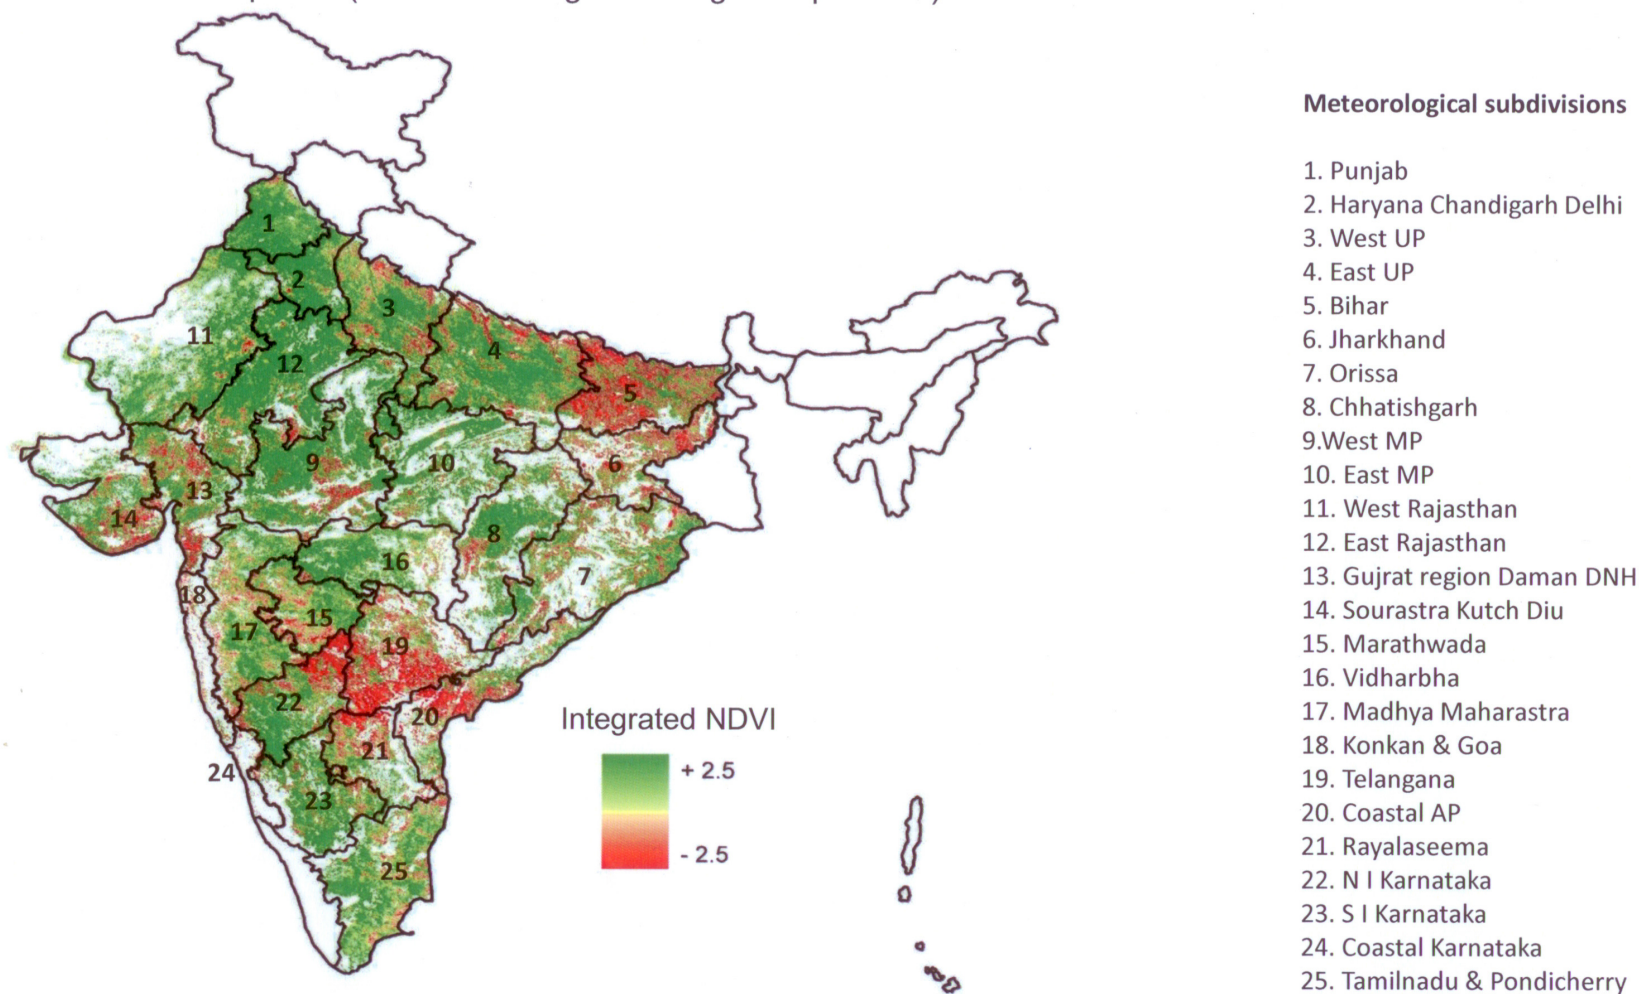 Meteorological subdivisions
1. Punjab
2. Haryana Chandigarh Delhi
3. West UP
4. East UP
5. Bihar
6. Jharkhand
7. Orissa
8. Chhatishgarh
9.West MP
10. East MP
11. West Rajasthan
12. East Rajasthan
13. Gujrat region Daman DNH
14. Sourastra Kutch Diu
15. Marathwada
16. Vidharbha
17. Madhya Maharastra
18. Konkan & Goa
19. Telangana
20. Coastal AP
21. Rayalaseema
22. N I Karnataka
23. S I Karnataka
24. Coastal Karnataka
25. Tamilnadu & Pondicherry
1
2
3
11
12
4
5
9
10
6
13
14
8
16
7
18
15
17
19
22
20
21
24
23
25
Integrated NDVI
+ 2.5
- 2.5